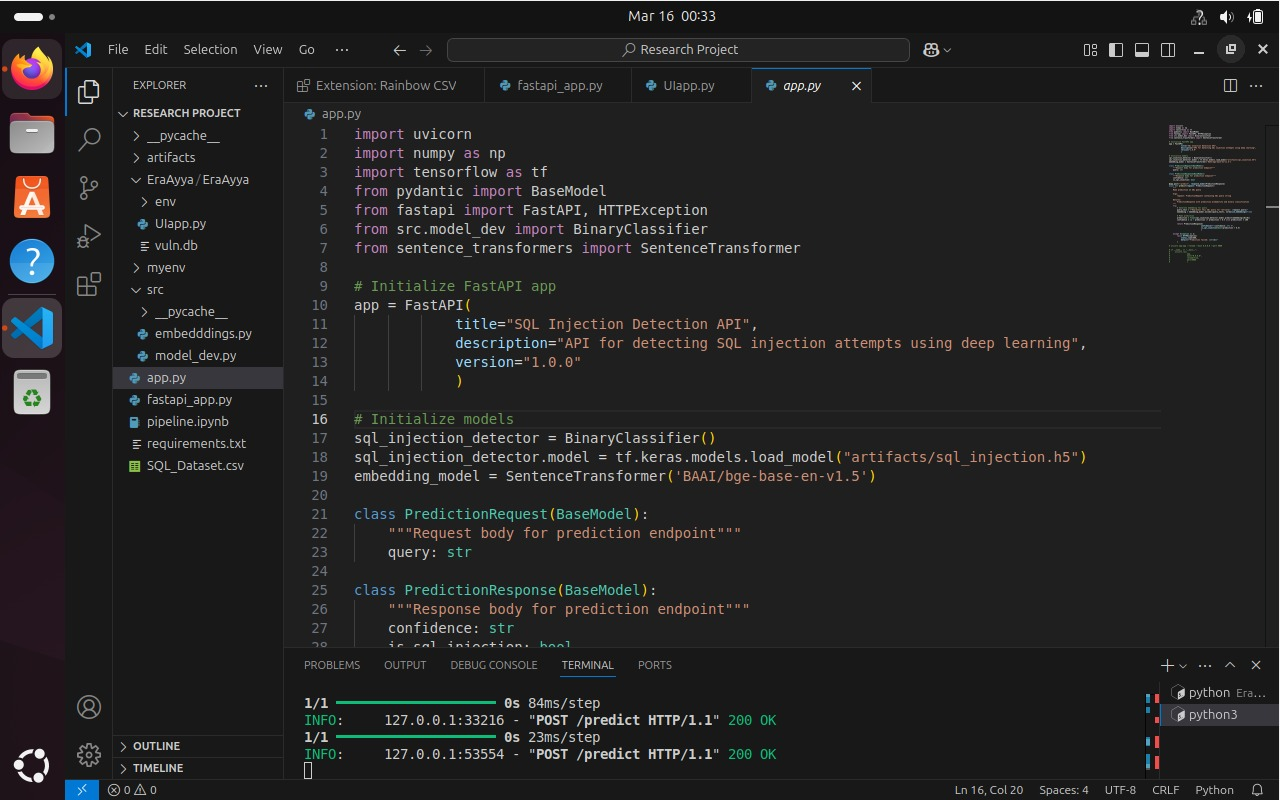 Mar 16 00:33
File Edit Selection View Go ··· Research Project
EXPLORER ···
RESEARCH PROJECT
__pycache__
artifacts
EraAyya / EraAyya
env
UIapp.py
vuln.db
myenv
src
__pycache__
embedddings.py
model_dev.py
app.py
fastapi_app.py
pipeline.ipynb
requirements.txt
SQL_Dataset.csv
OUTLINE
TIMELINE
Extension: Rainbow CSV fastapi_app.py UIapp.py app.py
app.py
1 import uvicorn
2 import numpy as np
3 import tensorflow as tf
4 from pydantic import BaseModel
5 from fastapi import FastAPI, HTTPException
6 from src.model_dev import BinaryClassifier
7 from sentence_transformers import SentenceTransformer
8
9 # Initialize FastAPI app
10 app = FastAPI(
11 title="SQL Injection Detection API",
12 description="API for detecting SQL injection attempts using deep learning",
13 version="1.0.0"
14 )
15
16 # Initialize models
17 sql_injection_detector = BinaryClassifier()
18 sql_injection_detector.model = tf.keras.models.load_model("artifacts/sql_injection.h5")
19 embedding_model = SentenceTransformer('BAAI/bge-base-en-v1.5')
20
21 class PredictionRequest(BaseModel):
22 """Request body for prediction endpoint"""
23 query: str
24
25 class PredictionResponse(BaseModel):
26 """Response body for prediction endpoint"""
27 confidence: str
28 is_sql_injection: bool
PROBLEMS OUTPUT DEBUG CONSOLE TERMINAL PORTS
1/1 0s 84ms/step
INFO: 127.0.0.1:33216 - "POST /predict HTTP/1.1" 200 OK
1/1 0s 23ms/step
INFO: 127.0.0.1:53554 - "POST /predict HTTP/1.1" 200 OK
python Era...
python3
0 0 Ln 16, Col 20 Spaces: 4 UTF-8 CRLF Python